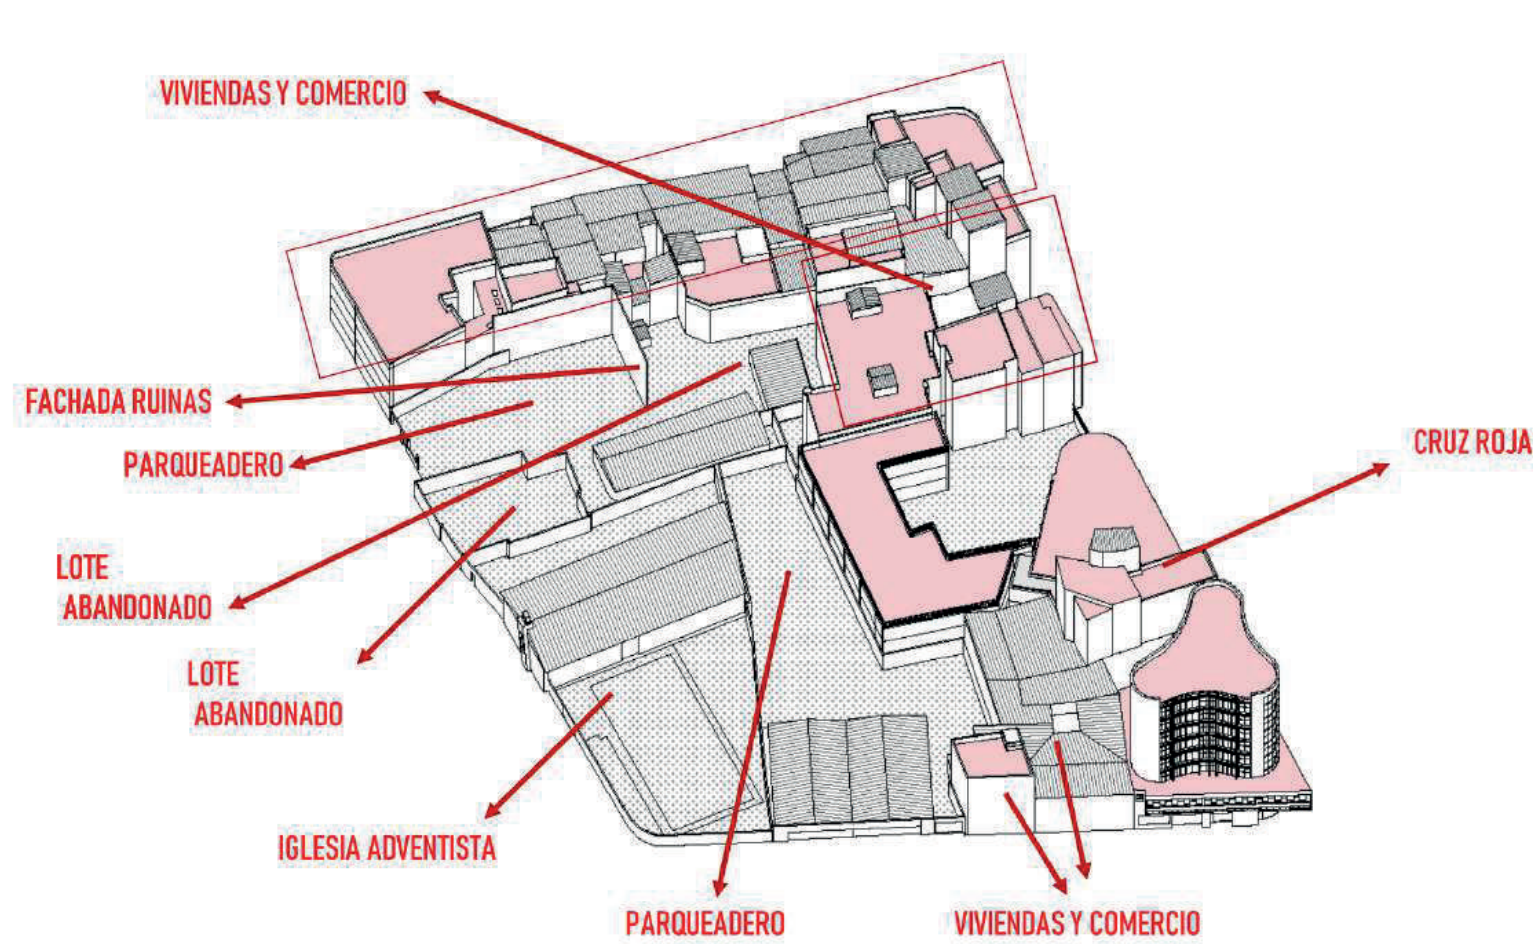 VIVIENDAS Y COMERCIO
FACHADA RUINAS
PARQUEADERO
CRUZ ROJA
LOTE
ABANDONADO
LOTE
ABANDONADO
IGLESIA ADVENTISTA
PARQUEADERO
VIVIENDAS Y COMERCIO